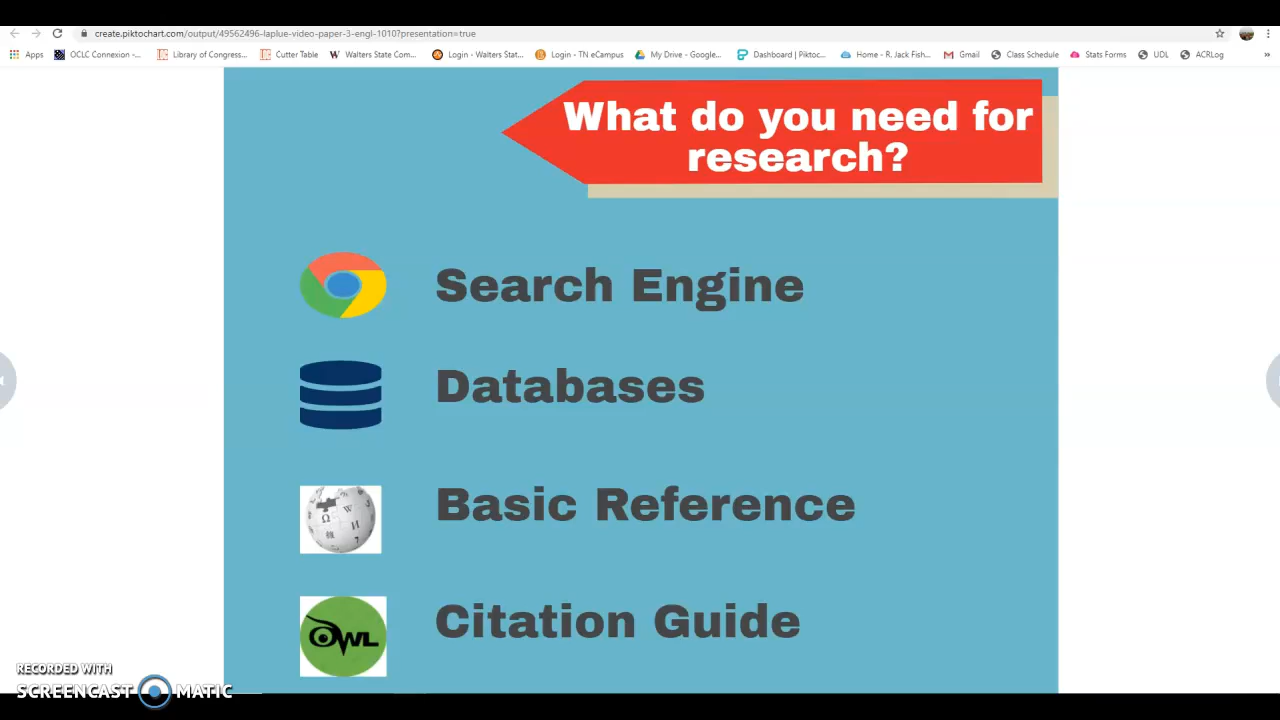 create.piktochart.com/output/49562496-laplue-video-paper-3-engl-1010?presentation=true
Apps OCLC Connexion -... Library of Congress... Cutter Table Walters State Com... Login - Walters Stat... Login - TN eCampus My Drive - Google... Dashboard | Piktoc... Home - R. Jack Fish... Gmail Class Schedule Stats Forms UDL ACRLog »
What do you need for
research?
Search Engine
Databases
Basic Reference
Citation Guide
OWL
RECORDED WITH
SCREENCAST MATIC